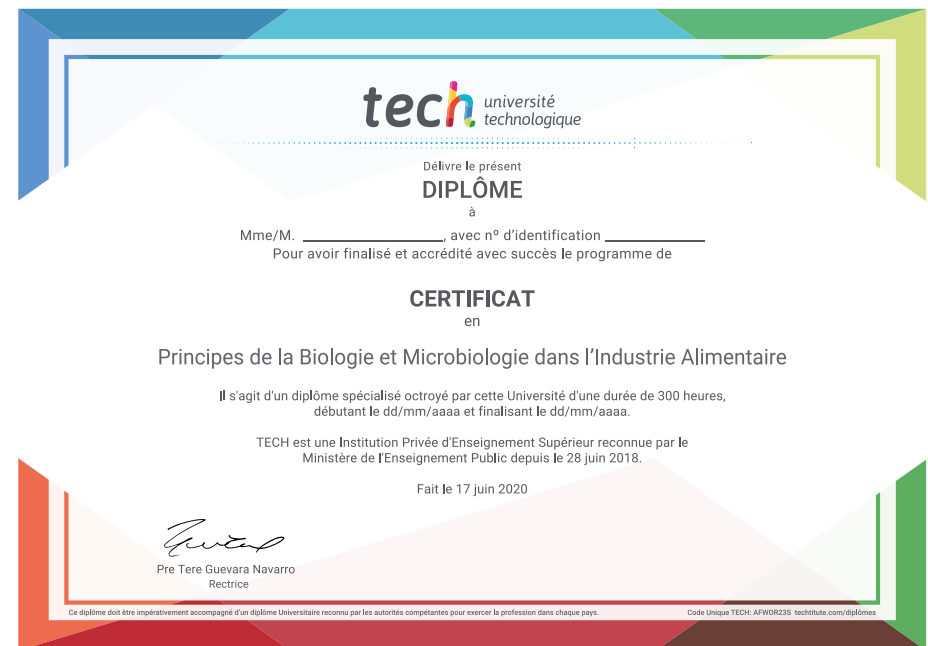 tech université
technologique
Délivre le présent
DIPLÔME
à
Mme/M. ____________________, avec nº d'identification ______________
Pour avoir finalisé et accrédité avec succès le programme de
CERTIFICAT
en
Principes de la Biologie et Microbiologie dans l'Industrie Alimentaire
Il s'agit d'un diplôme spécialisé octroyé par cette Université d'une durée de 300 heures,
débutant le dd/mm/aaaa et finalisant le dd/mm/aaaa.
TECH est une Institution Privée d'Enseignement Supérieur reconnue par le
Ministère de l'Enseignement Public depuis le 28 juin 2018.
Fait le 17 juin 2020
Pre Tere Guevara Navarro
Rectrice
Ce diplôme doit être impérativement accompagné d'un diplôme Universitaire reconnu par les autorités compétantes pour exercer la profession dans chaque pays.
Code Unique TECH: AFWOR23S techtitute.com/diplômes